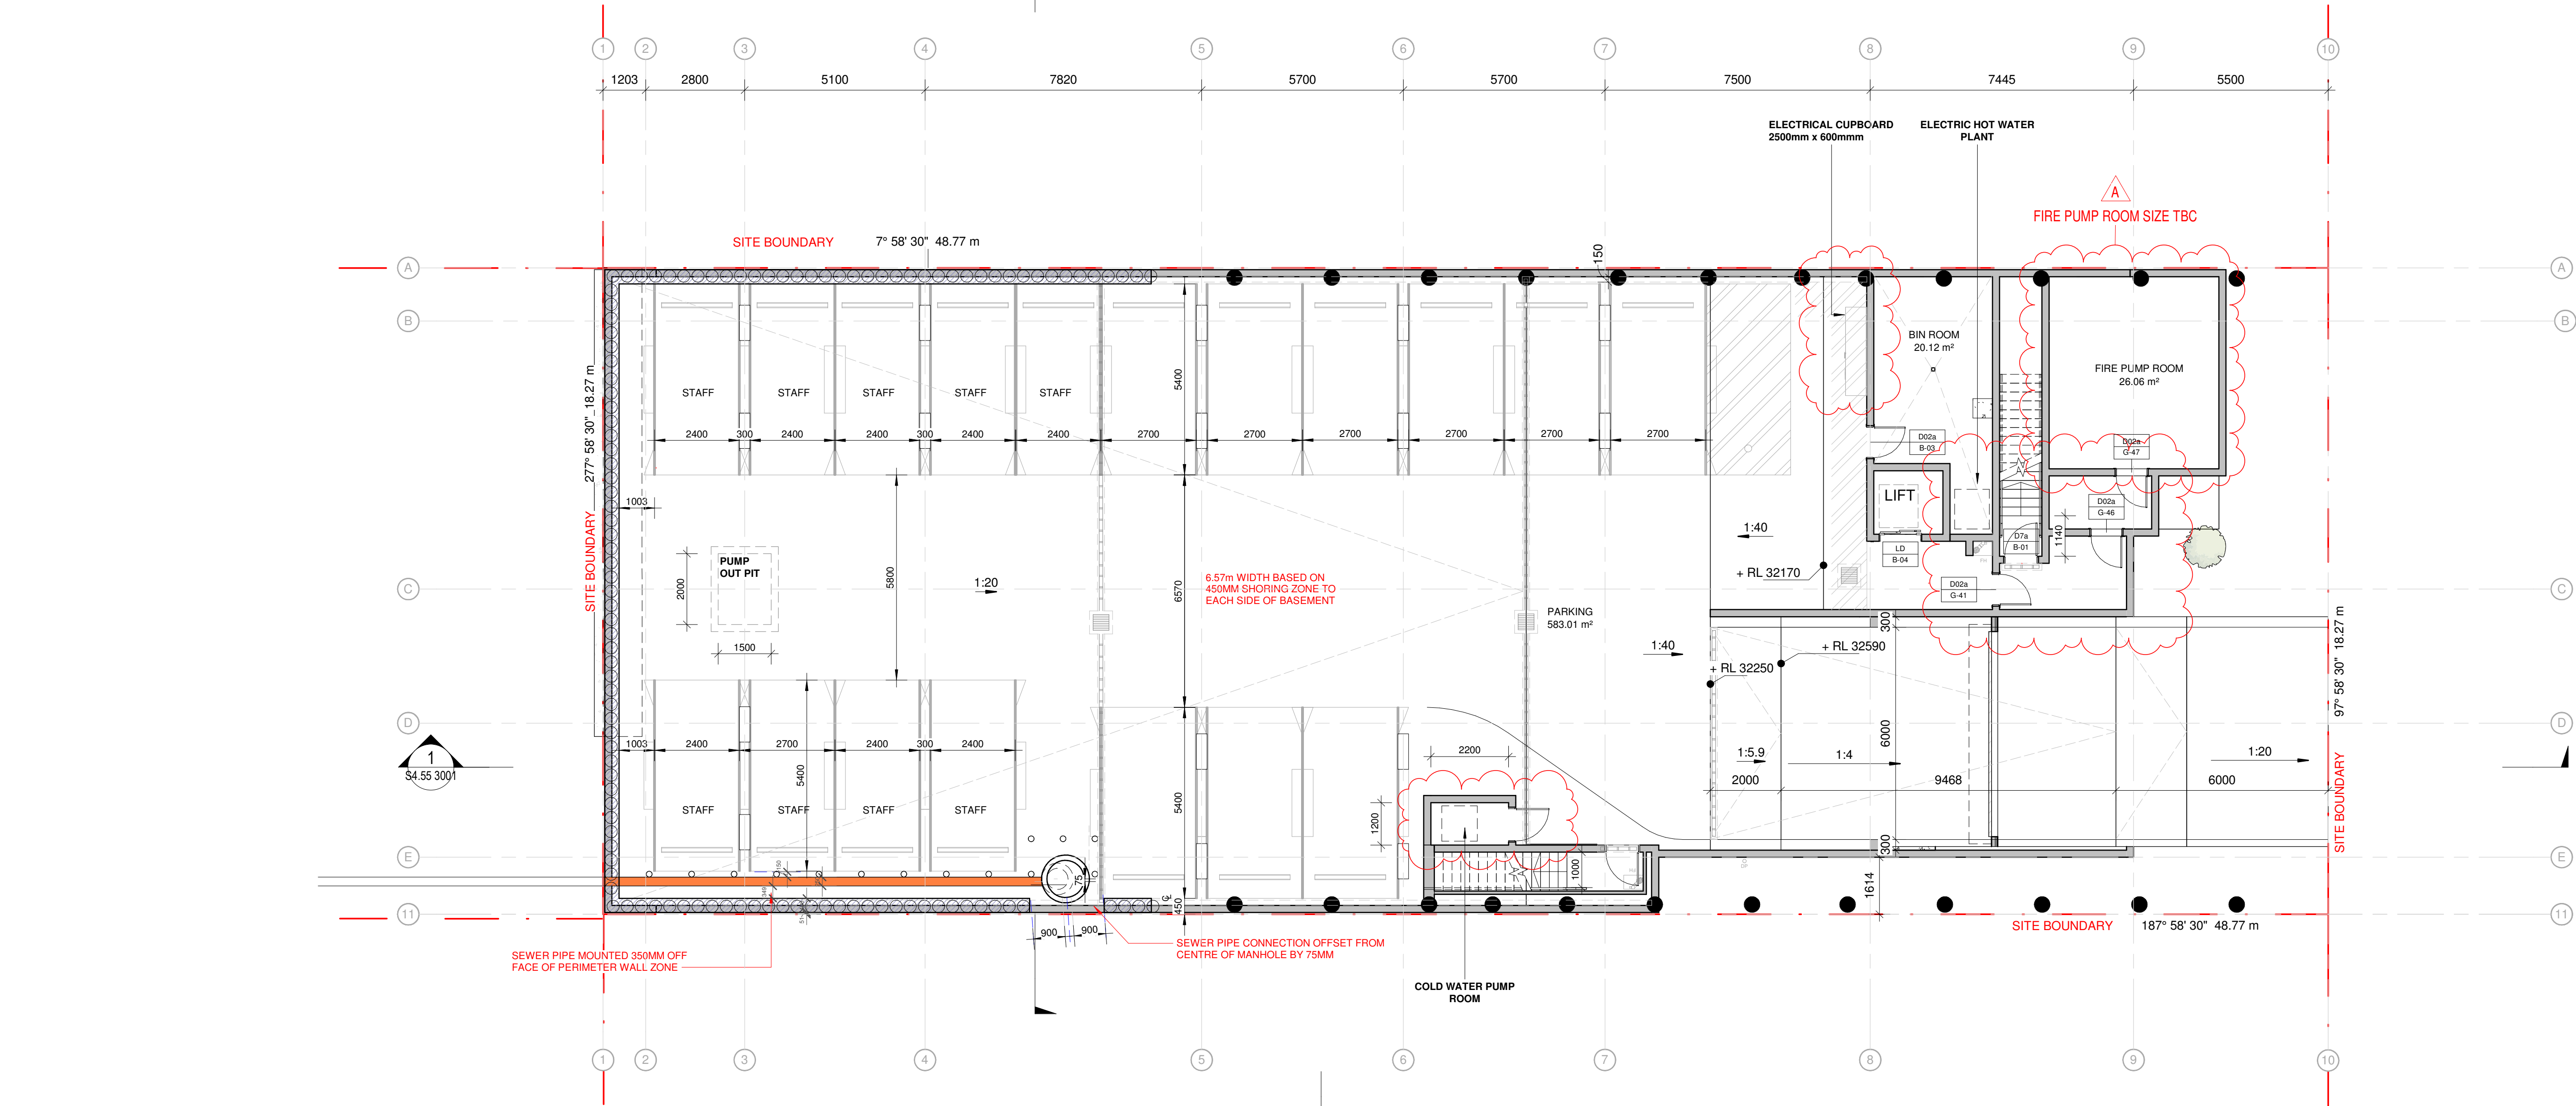 1 2 3 4 5 6 7 8 9 10
1203 2800 5100 7820 5700 5700 7500 7445 5500
ELECTRICAL CUPBOARD
2500mm x 600mmm
ELECTRIC HOT WATER
PLANT
A
FIRE PUMP ROOM SIZE TBC
SITE BOUNDARY 7° 58' 30" 48.77 m
150
A A
B B
BIN ROOM
20.12 m²
FIRE PUMP ROOM
26.06 m²
277° 58' 30" 18.27 m
SITE BOUNDARY
5400
STAFF STAFF STAFF STAFF STAFF
2400 300 2400 2400 300 2400 2400 2700 2700 2700 2700 2700 2700
D02a
B-03
D02a
G-47
LIFT
D02a
G-46
1003
1:40
1140
D7a
B-01
LD
B-04
PUMP
OUT PIT
2000
5800
1:20
6570
6.57m WIDTH BASED ON
450MM SHORING ZONE TO
EACH SIDE OF BASEMENT
+ RL 32170
D02a
G-41
C C
PARKING
583.01 m²
300
1500
1:40
+ RL 32590
+ RL 32250
97° 58' 30" 18.27 m
SITE BOUNDARY
D D
1003 2400 2700 2400 300 2400
2200
1:5.9
1:4
6000
1:20
1
S4.55 3001
5400
5400
2000 9468 6000
STAFF STAFF STAFF STAFF
1200
300
E E
1000
75
450
1614
11 11
900 900
SITE BOUNDARY 187° 58' 30" 48.77 m
SEWER PIPE MOUNTED 350MM OFF
FACE OF PERIMETER WALL ZONE
SEWER PIPE CONNECTION OFFSET FROM
CENTRE OF MANHOLE BY 75MM
COLD WATER PUMP
ROOM
1 2 3 4 5 6 7 8 9 10